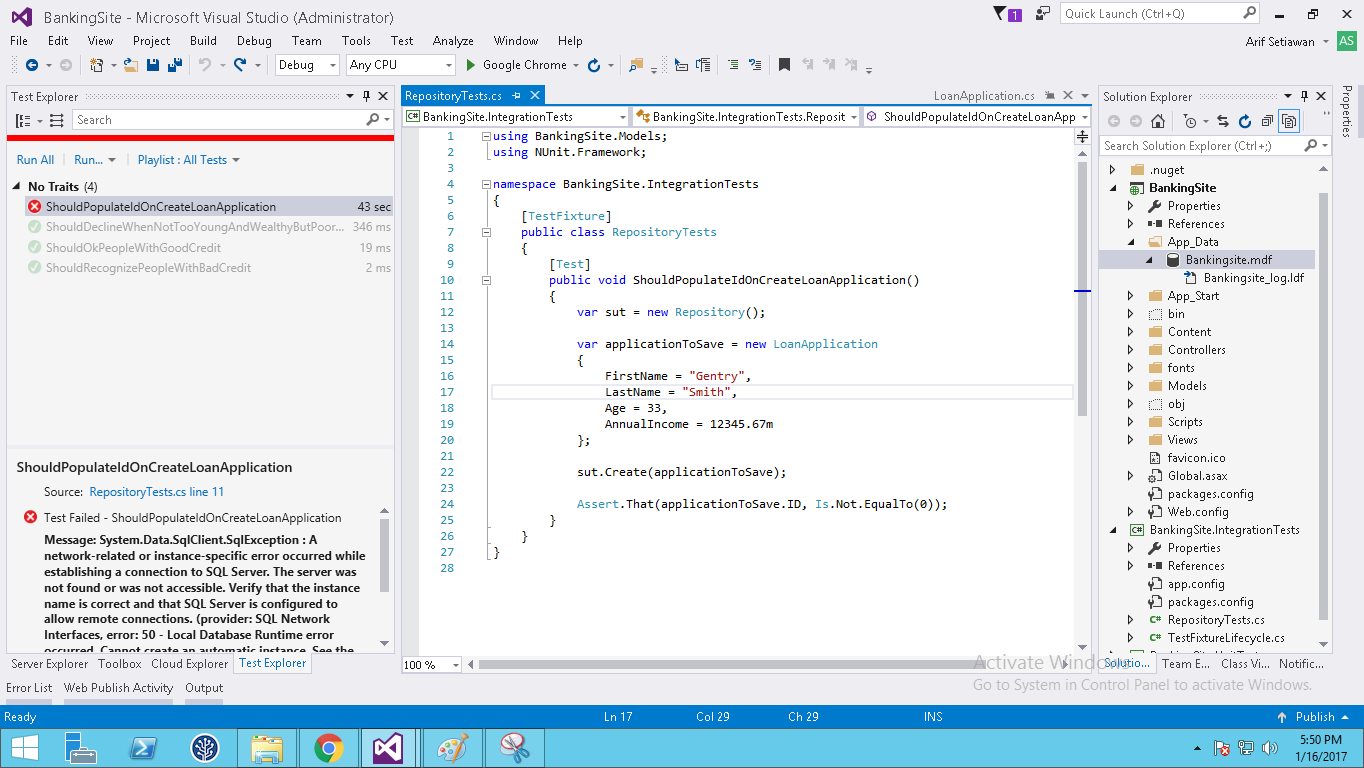 BankingSite - Microsoft Visual Studio (Administrator)
1
Quick Launch (Ctrl+Q)
File Edit View Project Build Debug Team Tools Test Analyze Window Help
Arif Setiawan
AS
Debug
Any CPU
Google Chrome
Test Explorer
Search
Run All
Run...
Playlist : All Tests
No Traits (4)
ShouldPopulateIdOnCreateLoanApplication 43 sec
ShouldDeclineWhenNotTooYoungAndWealthyButPoor... 346 ms
ShouldOkPeopleWithGoodCredit 19 ms
ShouldRecognizePeopleWithBadCredit 2 ms
ShouldPopulateIdOnCreateLoanApplication
Source: RepositoryTests.cs line 11
Test Failed - ShouldPopulateIdOnCreateLoanApplication
Message: System.Data.SqlClient.SqlException : A
network-related or instance-specific error occurred while
establishing a connection to SQL Server. The server was
not found or was not accessible. Verify that the instance
name is correct and that SQL Server is configured to
allow remote connections. (provider: SQL Network
Interfaces, error: 50 - Local Database Runtime error
occurred. Cannot create an automatic instance. See the
Server Explorer Toolbox Cloud Explorer Test Explorer
RepositoryTests.cs
LoanApplication.cs
BankingSite.IntegrationTests
BankingSite.IntegrationTests.Reposit
ShouldPopulateIdOnCreateLoanApp
1 using BankingSite.Models;
2 using NUnit.Framework;
3
4 namespace BankingSite.IntegrationTests
5 {
6 [TestFixture]
7 public class RepositoryTests
8 {
9 [Test]
10 public void ShouldPopulateIdOnCreateLoanApplication()
11 {
12 var sut = new Repository();
13
14 var applicationToSave = new LoanApplication
15 {
16 FirstName = "Gentry",
17 LastName = "Smith",
18 Age = 33,
19 AnnualIncome = 12345.67m
20 };
21
22 sut.Create(applicationToSave);
23
24 Assert.That(applicationToSave.ID, Is.Not.EqualTo(0));
25 }
26 }
27 }
28
100 %
Solution Explorer
Search Solution Explorer (Ctrl+;)
.nuget
BankingSite
Properties
References
App_Data
Bankingsite.mdf
Bankingsite_log.ldf
App_Start
bin
Content
Controllers
fonts
Models
obj
Scripts
Views
favicon.ico
Global.asax
packages.config
Web.config
BankingSite.IntegrationTests
Properties
References
app.config
packages.config
RepositoryTests.cs
TestFixtureLifecycle.cs
Solutio... Team E... Class Vi... Notific...
Properties
Activate Windows
Go to System in Control Panel to activate Windows.
Error List Web Publish Activity Output
Ready
Ln 17
Col 29
Ch 29
INS
Publish
5:50 PM
1/16/2017